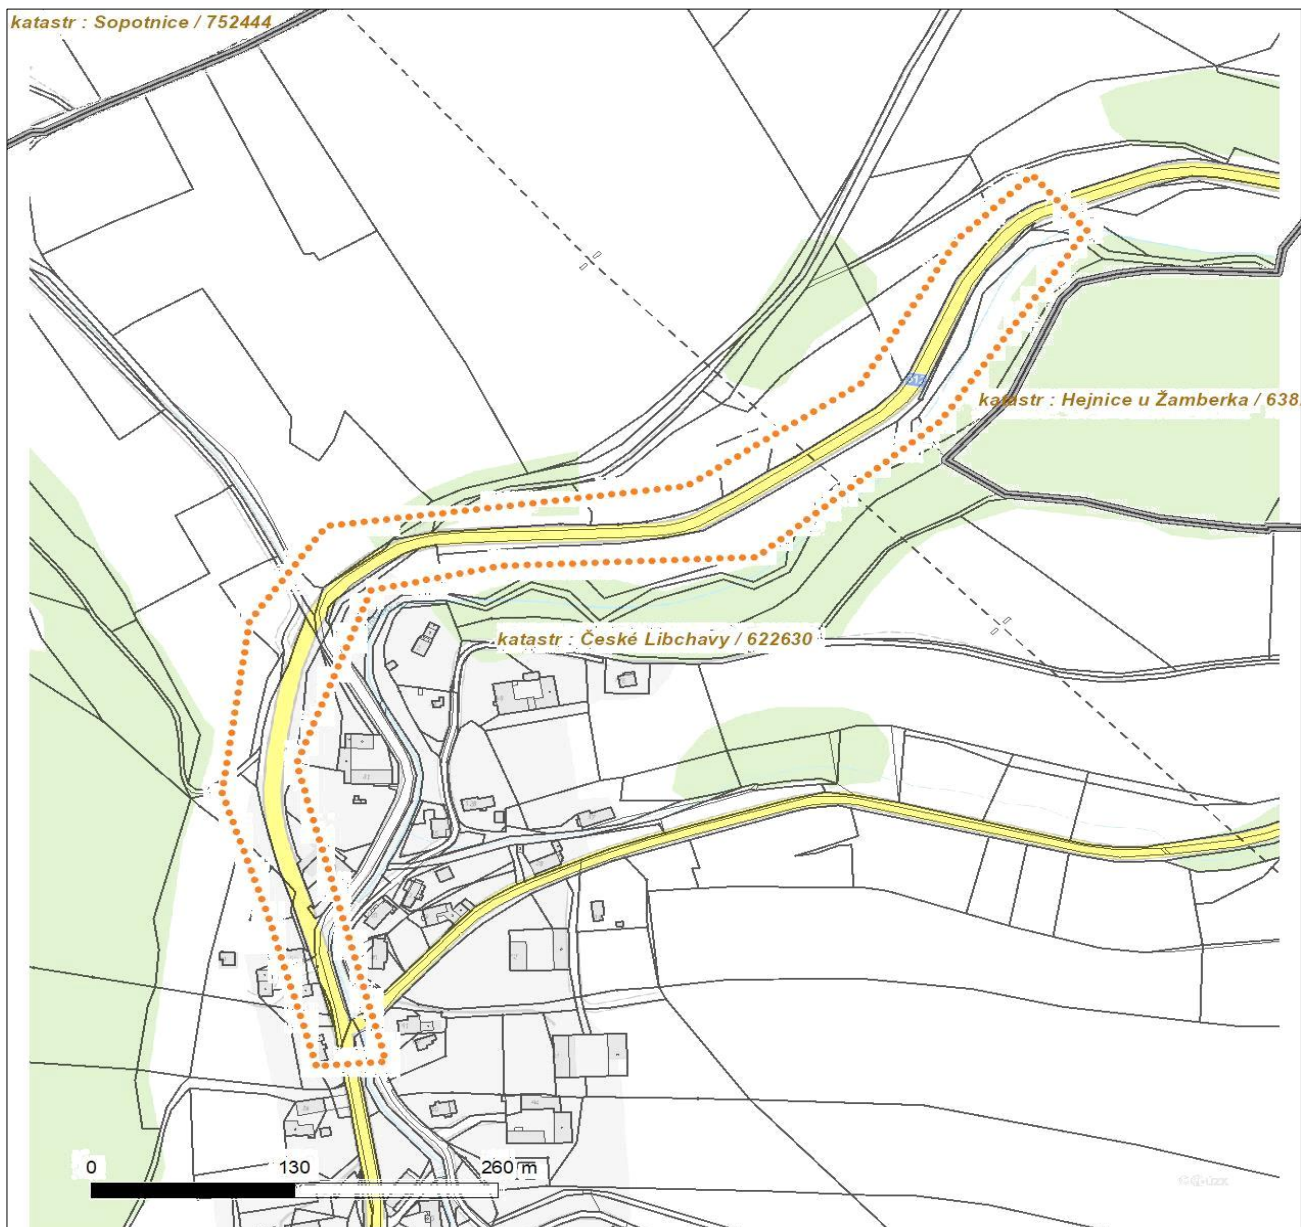 katastr : Sopotnice / 752444
katastr : Hejnice u Žamberka / 638
katastr : České Libchavy / 622630
0 130 260 m